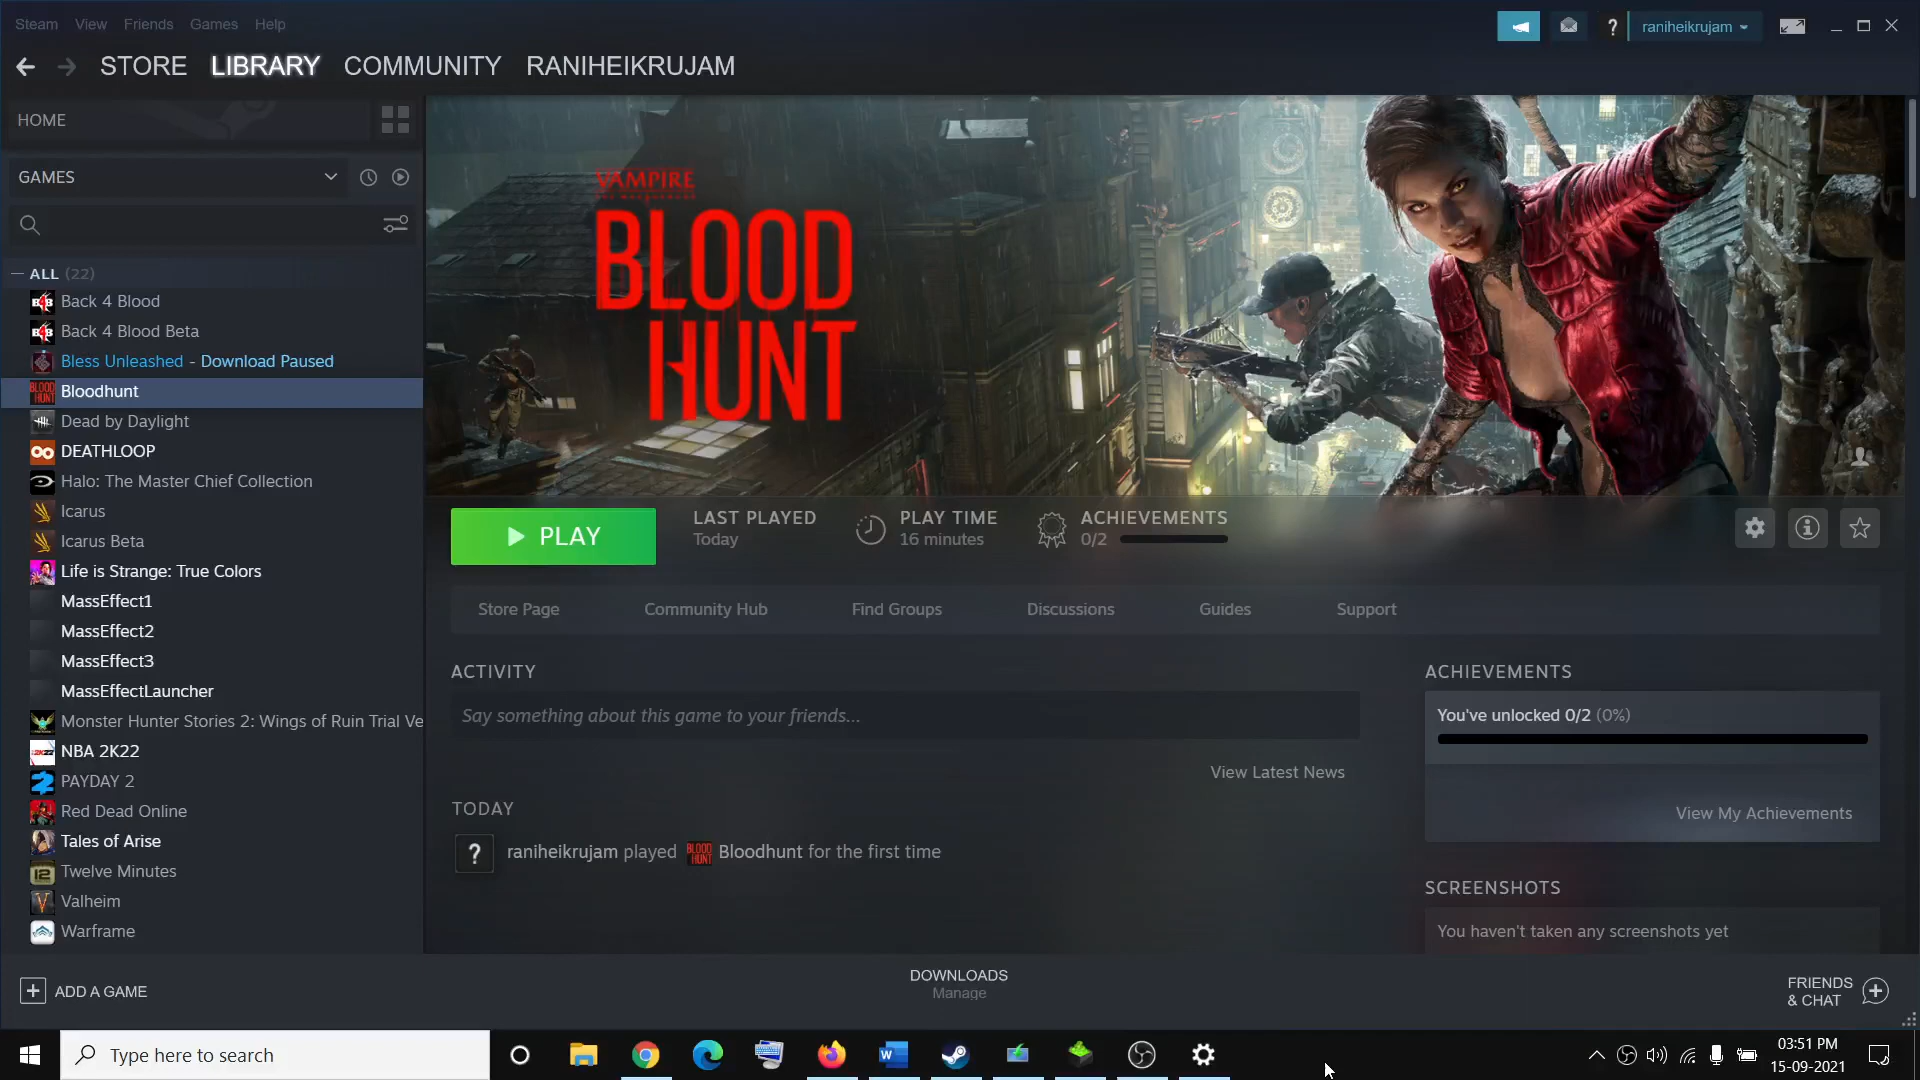 Steam View Friends Games Help
raniheikrujam
STORE LIBRARY COMMUNITY RANIHEIKRUJAM
HOME
GAMES
ALL (22)
Back 4 Blood
Back 4 Blood Beta
Bless Unleashed - Download Paused
Bloodhunt
Dead by Daylight
DEATHLOOP
Halo: The Master Chief Collection
Icarus
Icarus Beta
Life is Strange: True Colors
MassEffect1
MassEffect2
MassEffect3
MassEffectLauncher
Monster Hunter Stories 2: Wings of Ruin Trial Ve
NBA 2K22
PAYDAY 2
Red Dead Online
Tales of Arise
Twelve Minutes
Valheim
Warframe
ADD A GAME
VAMPIRE
BLOOD
HUNT
PLAY
LAST PLAYED
Today
PLAY TIME
16 minutes
ACHIEVEMENTS
0/2
Store Page Community Hub Find Groups Discussions Guides Support
ACTIVITY
Say something about this game to your friends...
View Latest News
TODAY
raniheikrujam played Bloodhunt for the first time
ACHIEVEMENTS
You've unlocked 0/2 (0%)
View My Achievements
SCREENSHOTS
You haven't taken any screenshots yet
DOWNLOADS
Manage
FRIENDS
& CHAT
Type here to search
03:51 PM
15-09-2021